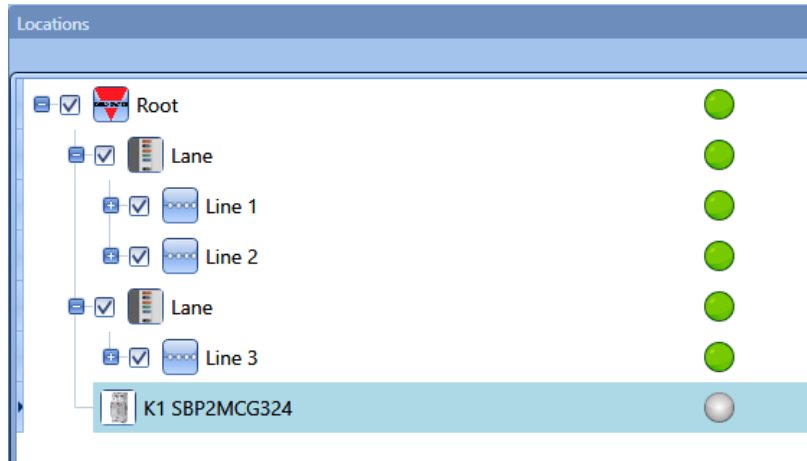 Locations
Root
Lane
Line 1
Line 2
Lane
Line 3
K1 SBP2MCG324